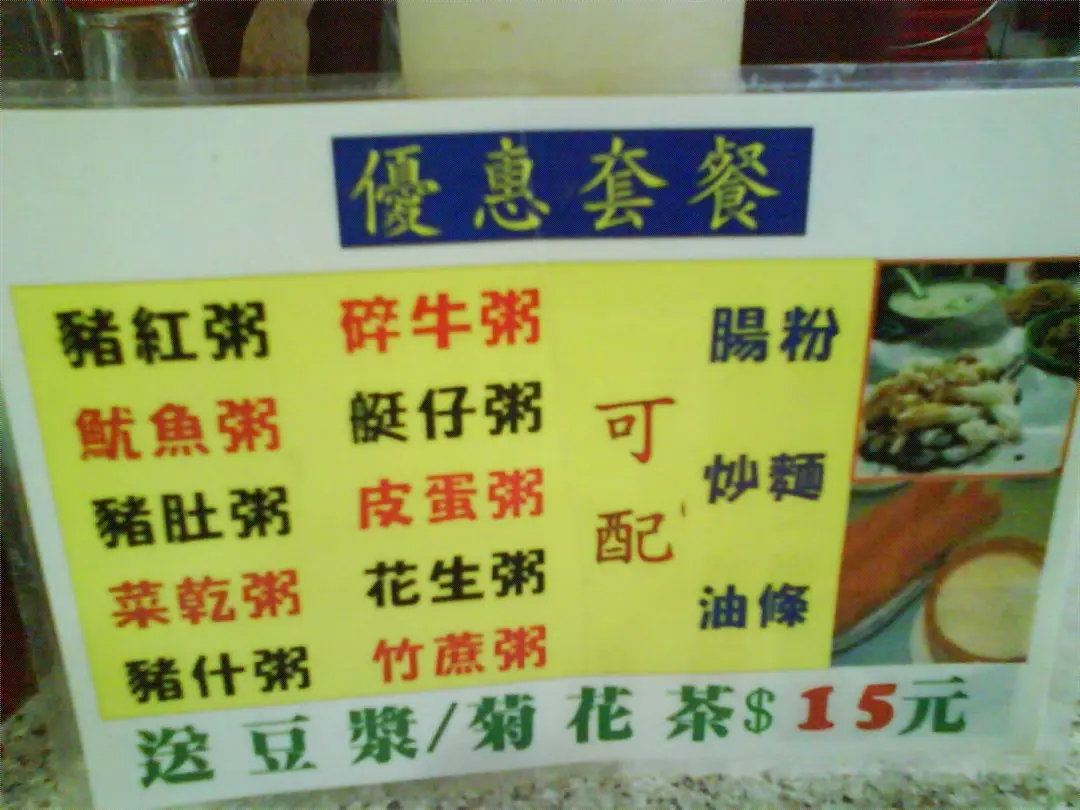 優惠套餐
豬紅粥
魷魚粥
豬肚粥
菜乾粥
豬什粥
碎牛粥
艇仔粥
皮蛋粥
花生粥
竹蔗粥
可配
腸粉
炒麵
油條
送豆漿/菊花茶$15元